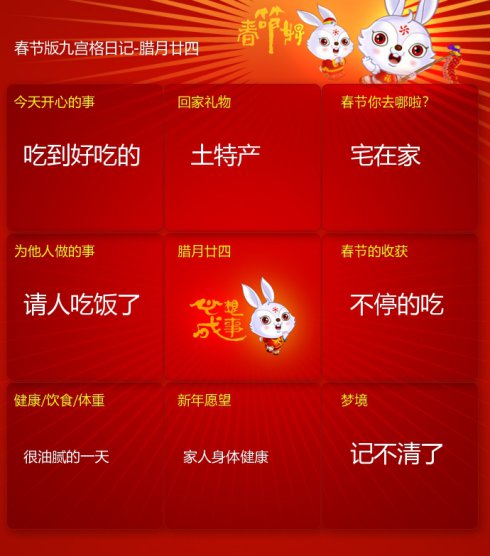 春节好
春节版九宫格日记-腊月廿四
今天开心的事
回家礼物
春节你去哪啦?
吃到好吃的
土特产
宅在家
为他人做的事
腊月廿四
春节的收获
请人吃饭了
心想事成
不停的吃
健康/饮食/体重
新年愿望
梦境
很油腻的一天
家人身体健康
记不清了